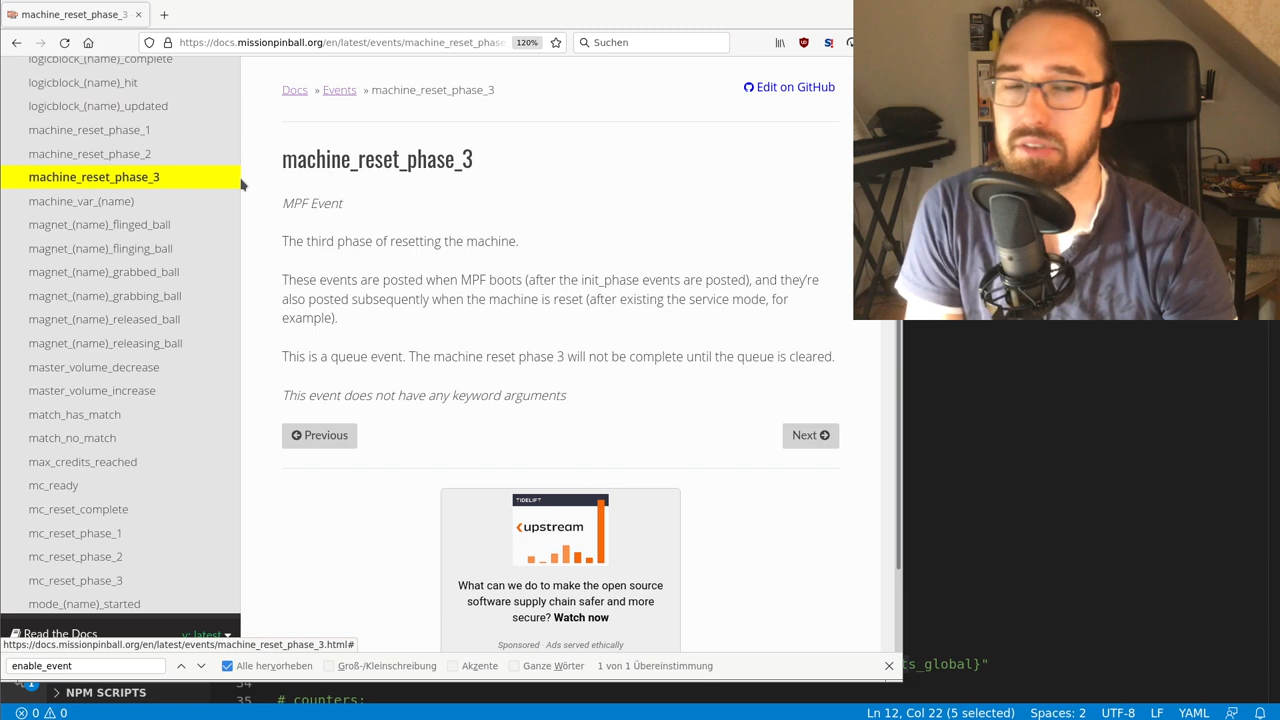 machine_reset_phase_3
https://docs.missionpinball.org/en/latest/events/machine_reset_phase
120%
Suchen
logicblock_(name)_complete
logicblock_(name)_hit
logicblock_(name)_updated
machine_reset_phase_1
machine_reset_phase_2
machine_reset_phase_3
machine_var_(name)
magnet_(name)_flinged_ball
magnet_(name)_flinging_ball
magnet_(name)_grabbed_ball
magnet_(name)_grabbing_ball
magnet_(name)_released_ball
magnet_(name)_releasing_ball
master_volume_decrease
master_volume_increase
match_has_match
match_no_match
max_credits_reached
mc_ready
mc_reset_complete
mc_reset_phase_1
mc_reset_phase_2
mc_reset_phase_3
mode_(name)_started
Read the Docs v: latest
Docs » Events » machine_reset_phase_3
Edit on GitHub
machine_reset_phase_3
MPF Event
The third phase of resetting the machine.
These events are posted when MPF boots (after the init_phase events are posted), and they're
also posted subsequently when the machine is reset (after existing the service mode, for
example).
This is a queue event. The machine reset phase 3 will not be complete until the queue is cleared.
This event does not have any keyword arguments
Previous
Next
TIDELIFT
upstream
What can we do to make the open source
software supply chain safer and more
secure? Watch now
Sponsored · Ads served ethically
https://docs.missionpinball.org/en/latest/events/machine_reset_phase_3.html#
enable_event
Alle hervorheben
Groß-/Kleinschreibung
Akzente
Ganze Wörter
1 von 1 Übereinstimmung
ts_global}"
34
NPM SCRIPTS
35 # counters:
0 0
Ln 12, Col 22 (5 selected) Spaces: 2 UTF-8 LF YAML